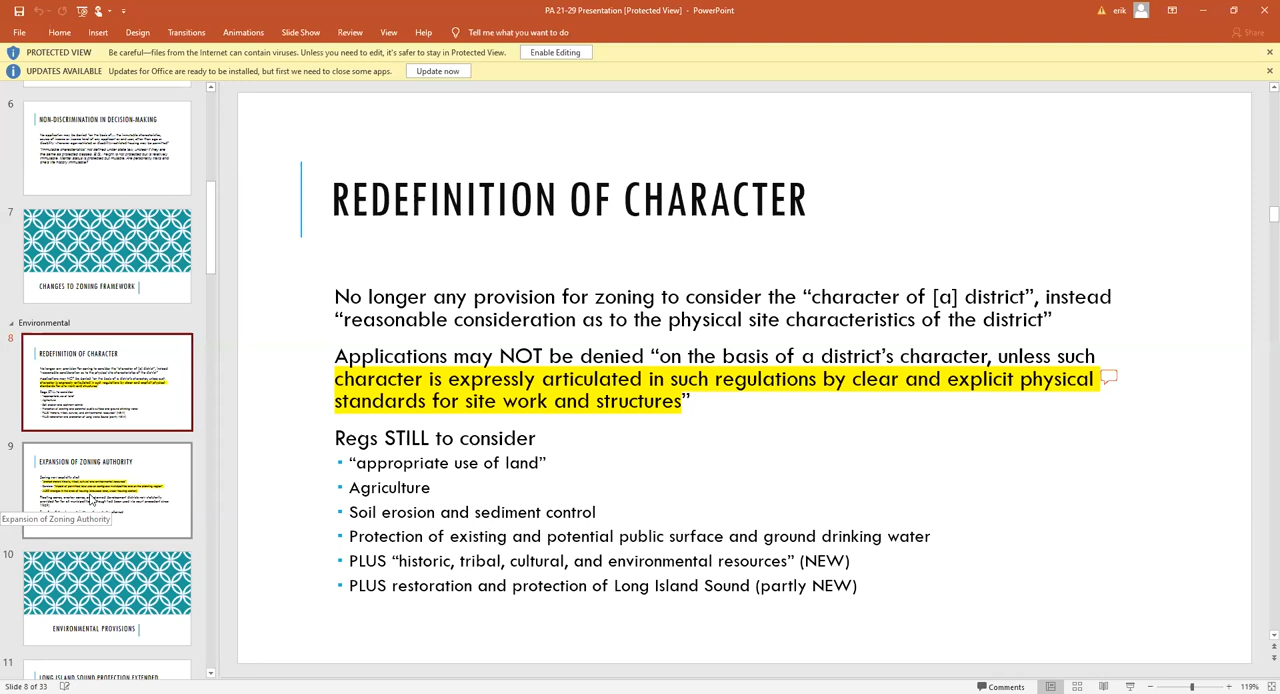 PA 21-29 Presentation [Protected View] - PowerPoint
erik
File Home Insert Draw Design Transitions Animations Slide Show Review View Help Tell me what you want to do Share
PROTECTED VIEW Be careful—files from the Internet can contain viruses. Unless you need to edit, it's safer to stay in Protected View. Enable Editing
UPDATES AVAILABLE Updates for Office are ready to be installed, but first we need to close some apps. Update now
6
NON-DISCRIMINATION IN DECISION-MAKING
7
CHANGES TO ZONING FRAMEWORK
Environmental
8
REDEFINITION OF CHARACTER
9
EXPANSION OF ZONING AUTHORITY
Expansion of Zoning Authority
10
ENVIRONMENTAL PROVISIONS
11
LONG ISLAND SOUND PROTECTION EXTENDED
REDEFINITION OF CHARACTER
No longer any provision for zoning to consider the “character of [a] district”, instead
“reasonable consideration as to the physical site characteristics of the district”
Applications may NOT be denied “on the basis of a district’s character, unless such
character is expressly articulated in such regulations by clear and explicit physical
standards for site work and structures”
Regs STILL to consider
▪ “appropriate use of land”
▪ Agriculture
▪ Soil erosion and sediment control
▪ Protection of existing and potential public surface and ground drinking water
▪ PLUS “historic, tribal, cultural, and environmental resources” (NEW)
▪ PLUS restoration and protection of Long Island Sound (partly NEW)
Slide 8 of 33
Comments
119%